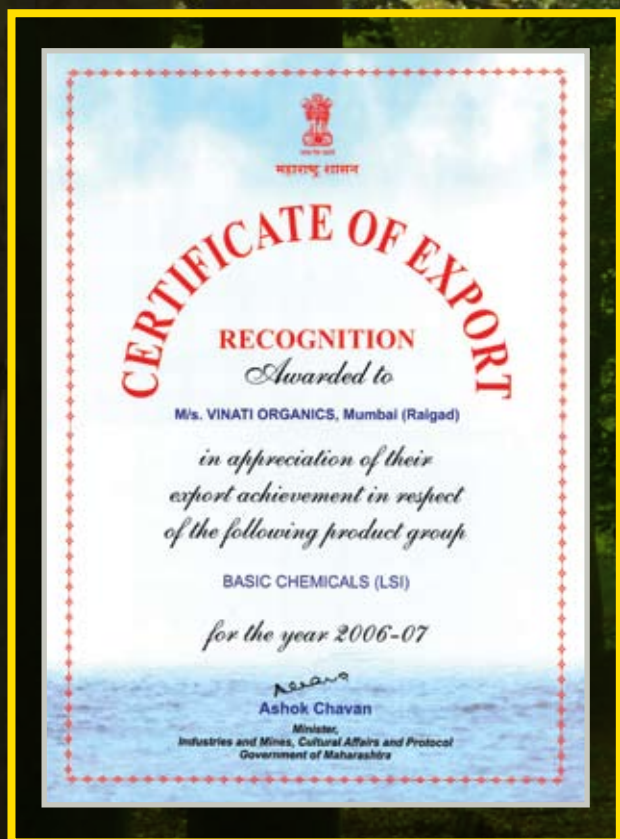 महाराष्ट्र शासन
CERTIFICATE OF EXPORT
RECOGNITION
Awarded to
M/s. VINATI ORGANICS, Mumbai (Raigad)
in appreciation of their
export achievement in respect
of the following product group
BASIC CHEMICALS (LSI)
for the year 2006-07
Ashok Chavan
Minister,
Industries and Mines, Cultural Affairs and Protocol
Government of Maharashtra